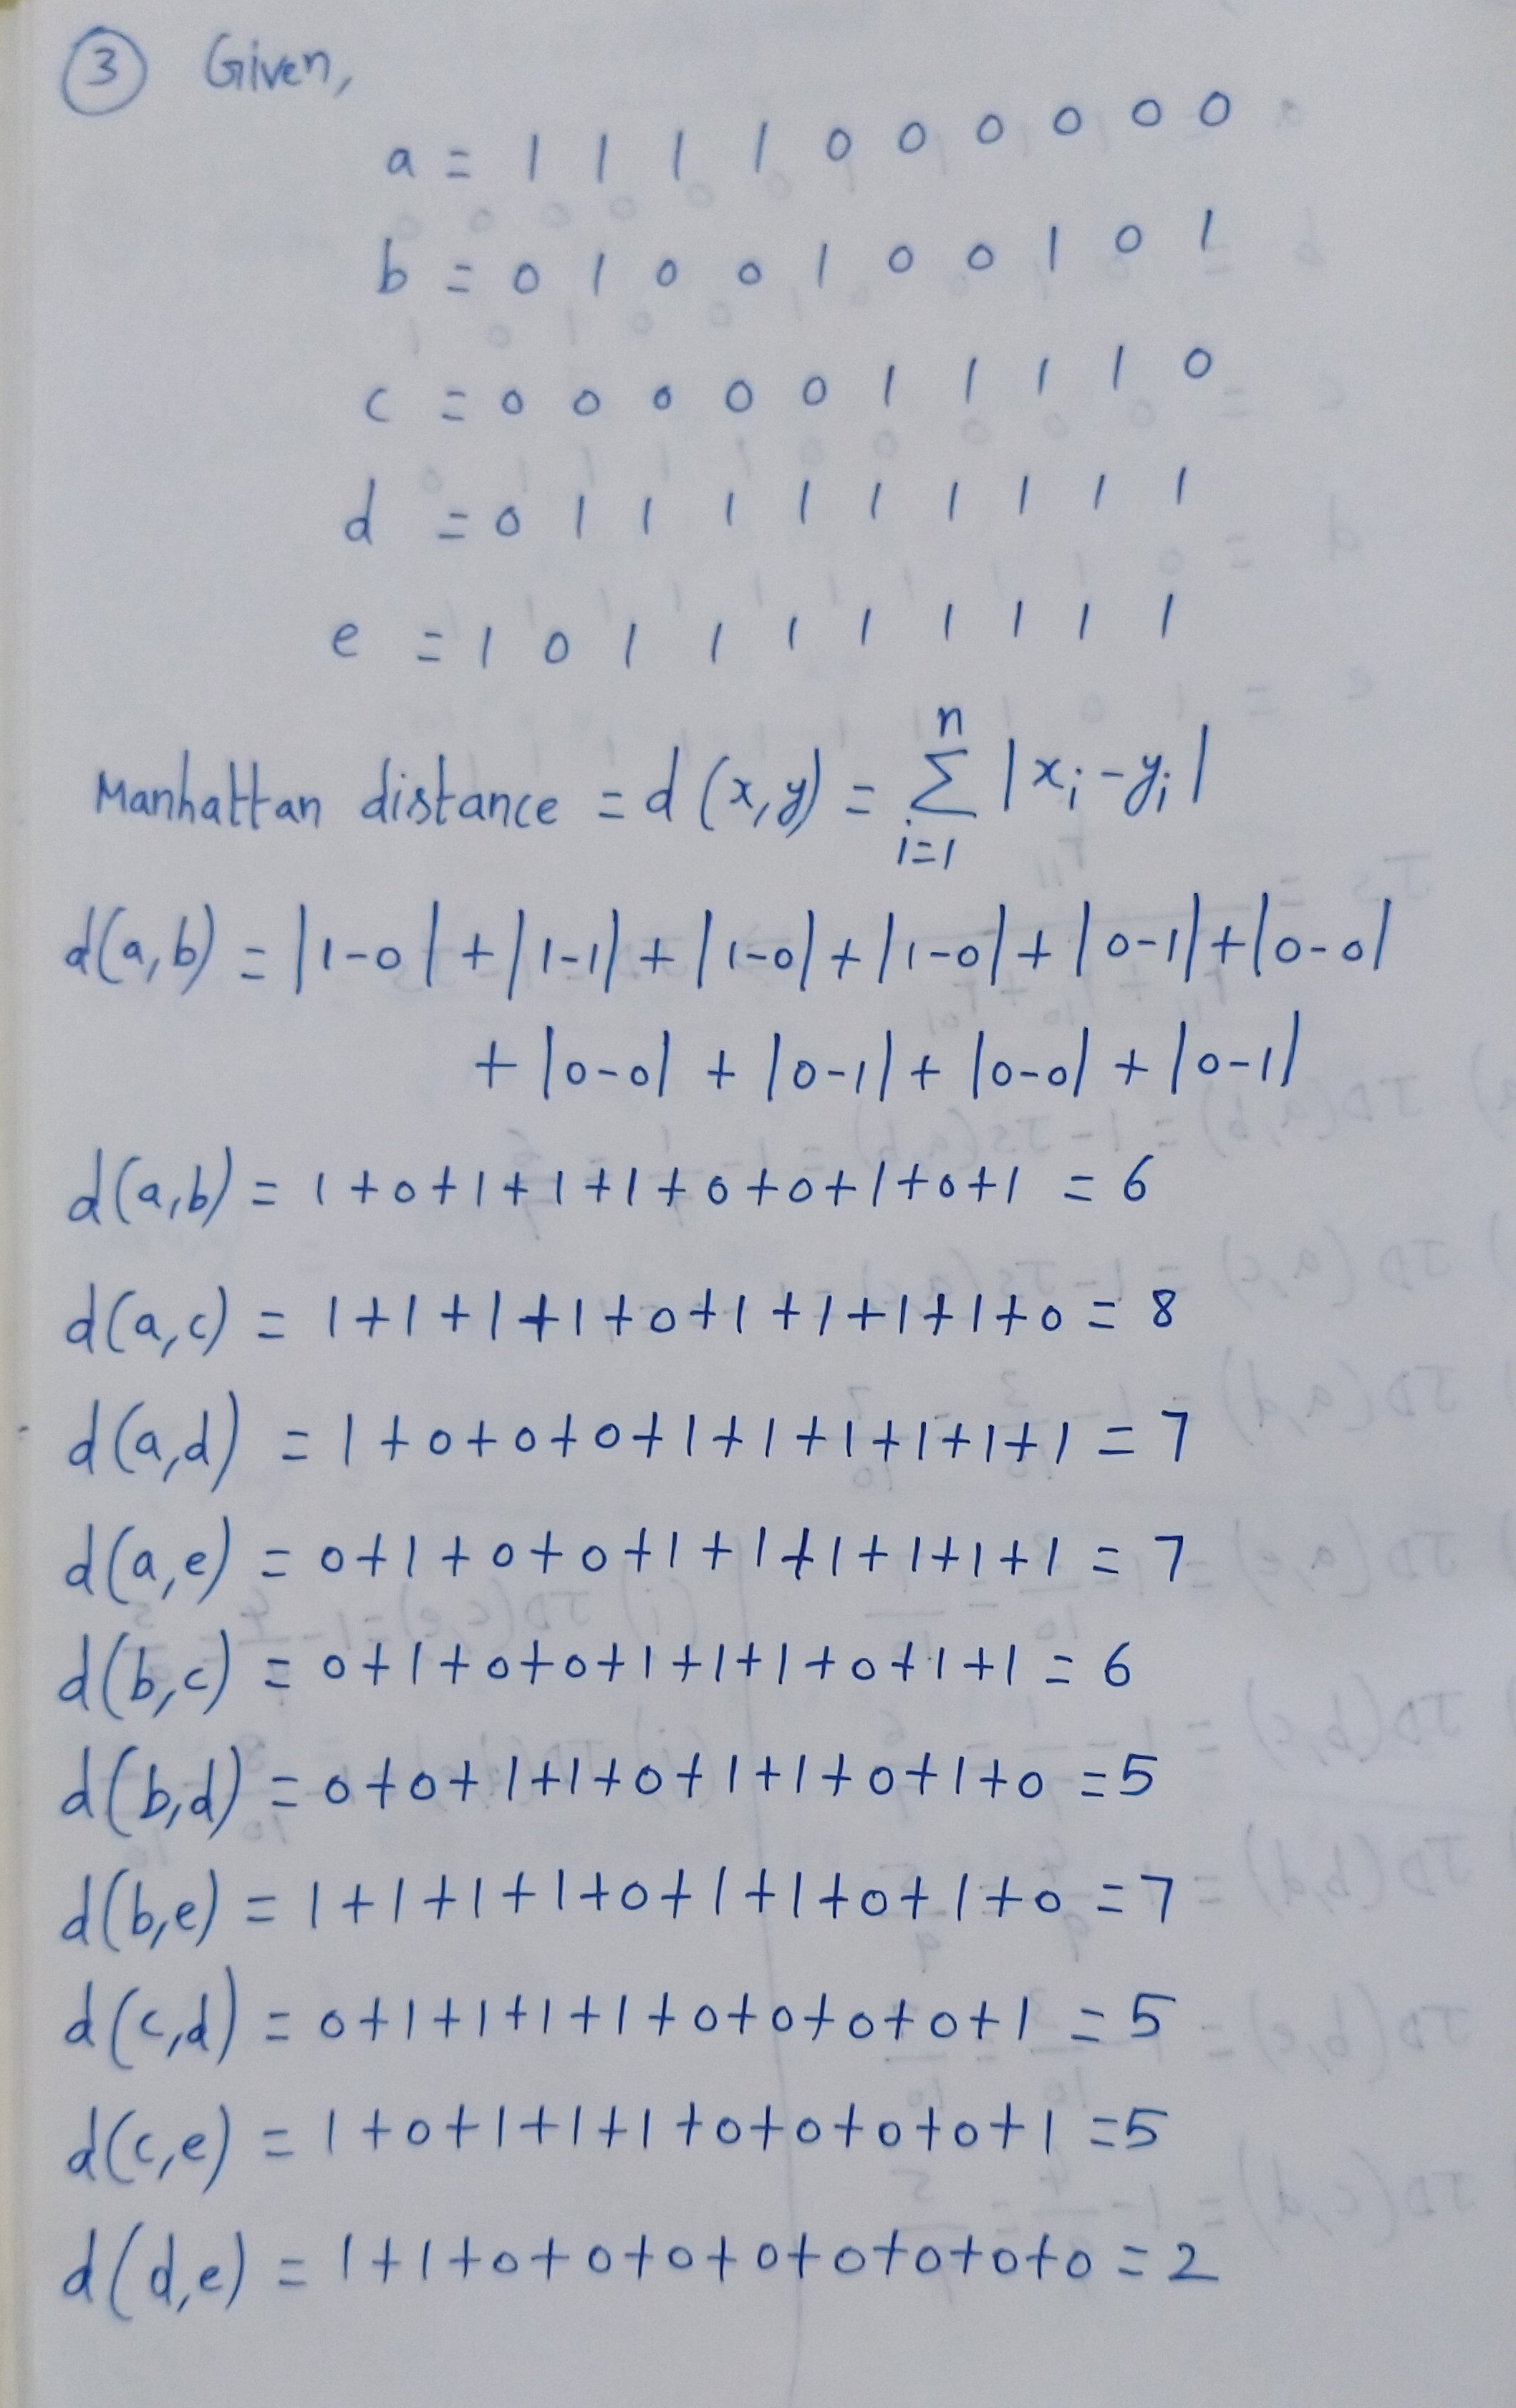 ③ Given,
a = 1 1 1 1 0 0 0 0 0 0
b = 0 1 0 0 1 0 0 1 0 1
c = 0 0 0 0 0 1 1 1 1 0
d = 0 1 1 1 1 1 1 1 1 1
e = 1 0 1 1 1 1 1 1 1 1
Manhattan distance = d(x,y) = n Σ i=1 |xi-yi|
d(a,b) = |1-0| + |1-1| + |1-0| + |1-0| + |0-1| + |0-0|
+ |0-0| + |0-1| + |0-0| + |0-1|
d(a,b) = 1+0+1+1+1+0+0+1+0+1 = 6
d(a,c) = 1+1+1+1+0+1+1+1+1+0 = 8
d(a,d) = 1+0+0+0+1+1+1+1+1+1 = 7
d(a,e) = 0+1+0+0+1+1+1+1+1+1 = 7
d(b,c) = 0+1+0+0+1+1+1+0+1+1 = 6
d(b,d) = 0+0+1+1+0+1+1+0+1+0 = 5
d(b,e) = 1+1+1+1+0+1+1+0+1+0 = 7
d(c,d) = 0+1+1+1+1+0+0+0+0+1 = 5
d(c,e) = 1+0+1+1+1+0+0+0+0+1 = 5
d(d,e) = 1+1+0+0+0+0+0+0+0+0 = 2